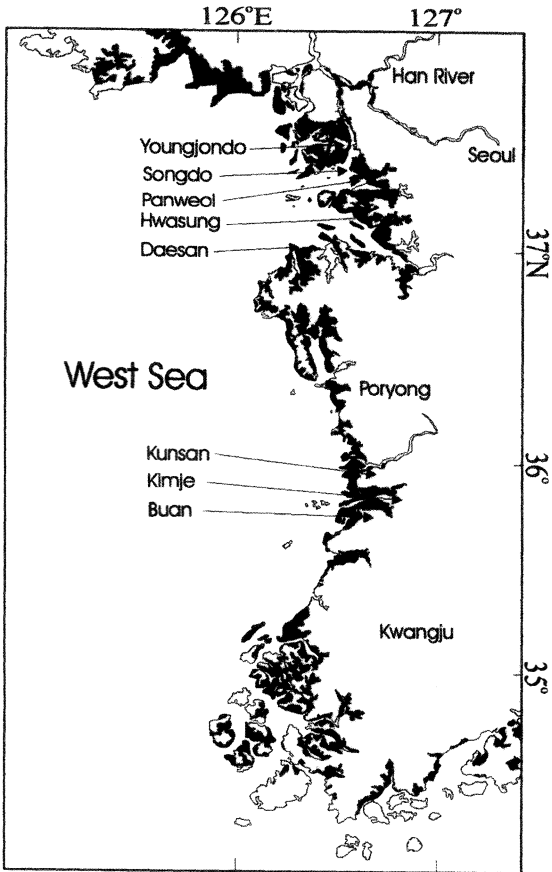 126°E 127°
Han River
Youngjondo
Seoul
Songdo
Panweol
Hwasung
Daesan
37°N
West Sea
Poryong
Kunsan
36°
Kimje
Buan
Kwangju
35°